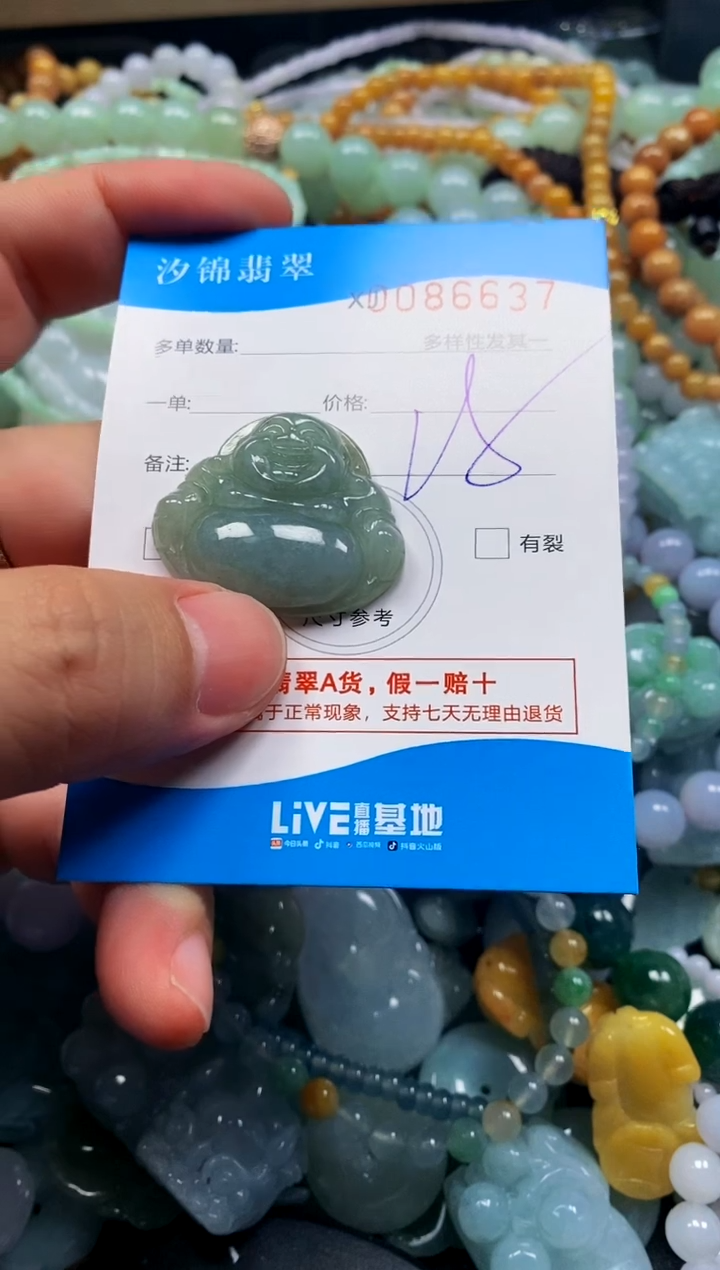 汐锦翡翠
XJ0086637
多单数量:
多样性发其一
一单: 价格:
备注:
有裂
尺寸参考
翡翠A货，假一赔十
属于正常现象，支持七天无理由退货
LiVE直播基地
今日头条 抖音 西瓜视频 抖音火山版